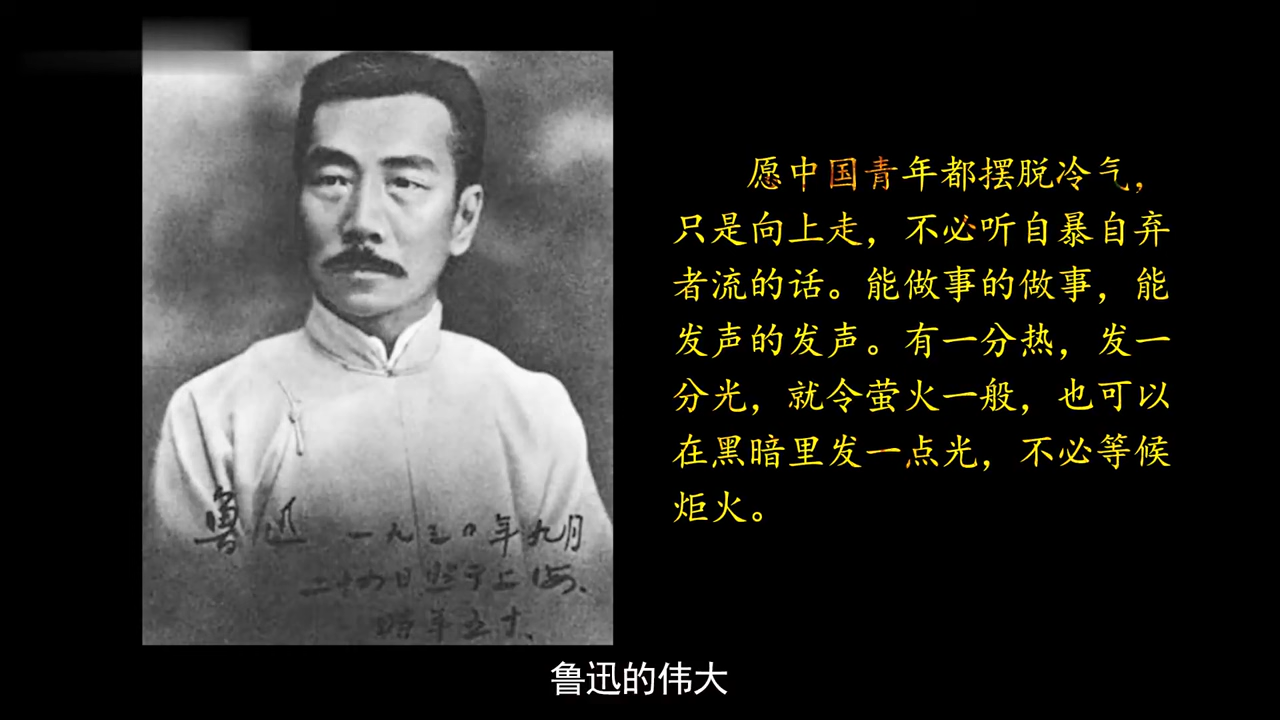 愿中国青年都摆脱冷气，
只是向上走，不必听自暴自弃
者流的话。能做事的做事，能
发声的发声。有一分热，发一
分光，就令萤火一般，也可以
在黑暗里发一点光，不必等候
炬火。
鲁迅 一九三〇年九月
二十四日照于上海、
时年五十、
鲁迅的伟大